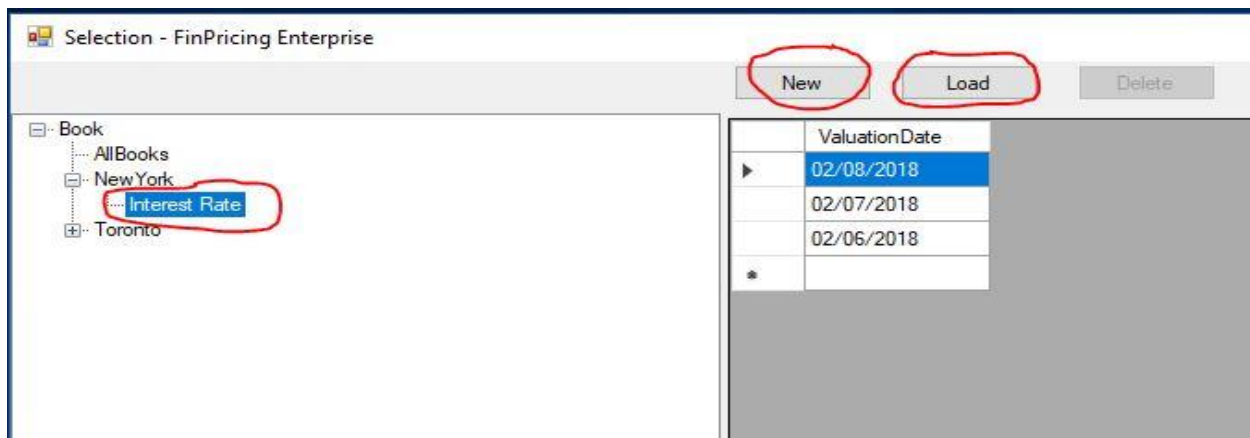 Selection - FinPricing Enterprise
New Load Delete
Book
AllBooks
NewYork
Interest Rate
Toronto
ValuationDate
02/08/2018
02/07/2018
02/06/2018